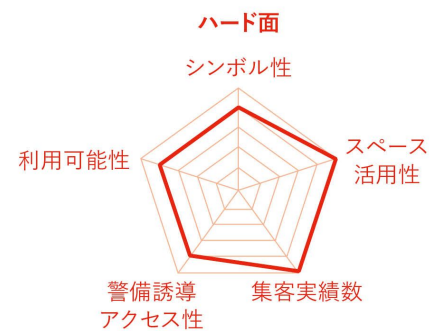 ハード面
シンボル性
スペース
活用性
集客実績数
警備誘導
アクセス性
利用可能性